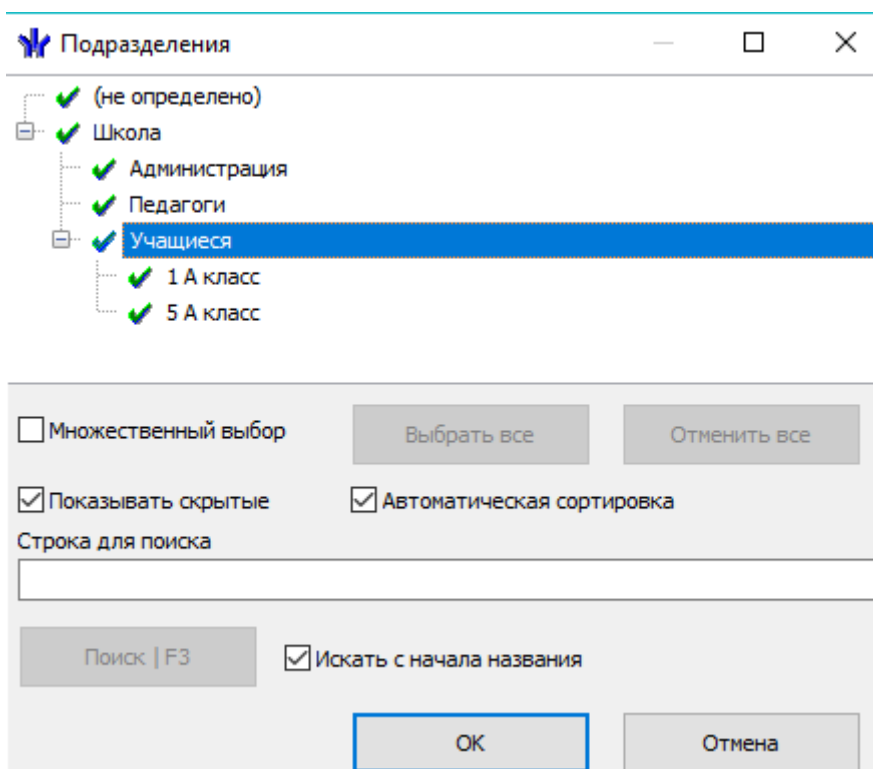 Подразделения
(не определено)
Школа
Администрация
Педагоги
Учащиеся
1 А класс
5 А класс
Множественный выбор
Выбрать все
Отменить все
Показывать скрытые
Автоматическая сортировка
Строка для поиска
Поиск | F3
Искать с начала названия
OK
Отмена